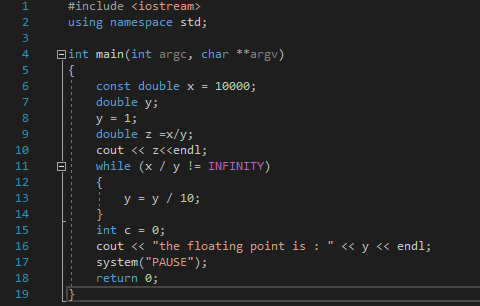 1 #include <iostream>
2 using namespace std;
3
4 int main(int argc, char **argv)
5 {
6 const double x = 10000;
7 double y;
8 y = 1;
9 double z =x/y;
10 cout << z<<endl;
11 while (x / y != INFINITY)
12 {
13 y = y / 10;
14 }
15 int c = 0;
16 cout << "the floating point is : " << y << endl;
17 system("PAUSE");
18 return 0;
19 }